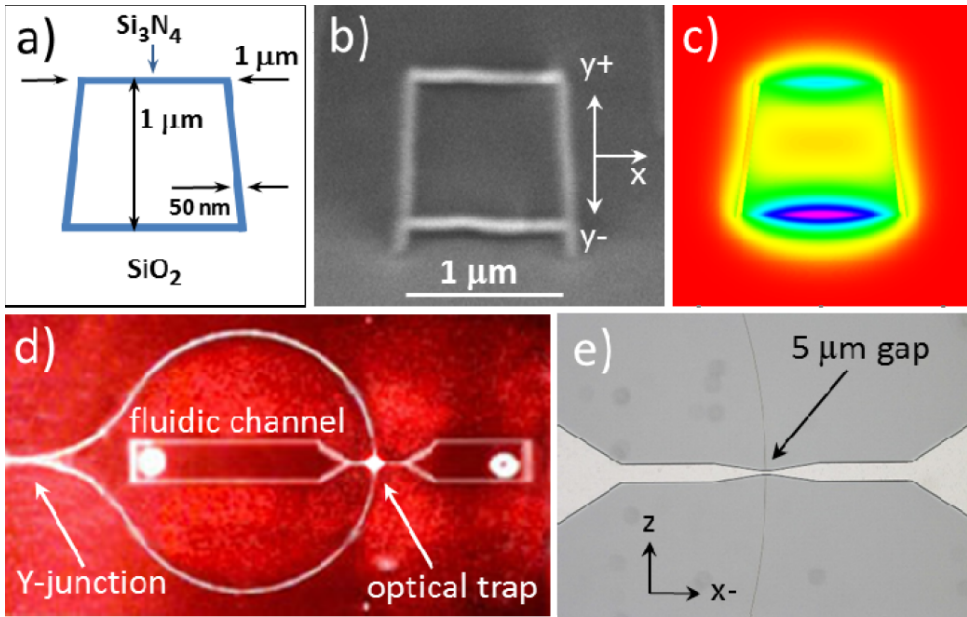 a)
Si₃N₄
1 μm
1 μm
50 nm
SiO₂
b)
y+
x
y-
1 μm
c)
d)
fluidic channel
Y-junction
optical trap
e)
5 μm gap
z
x-